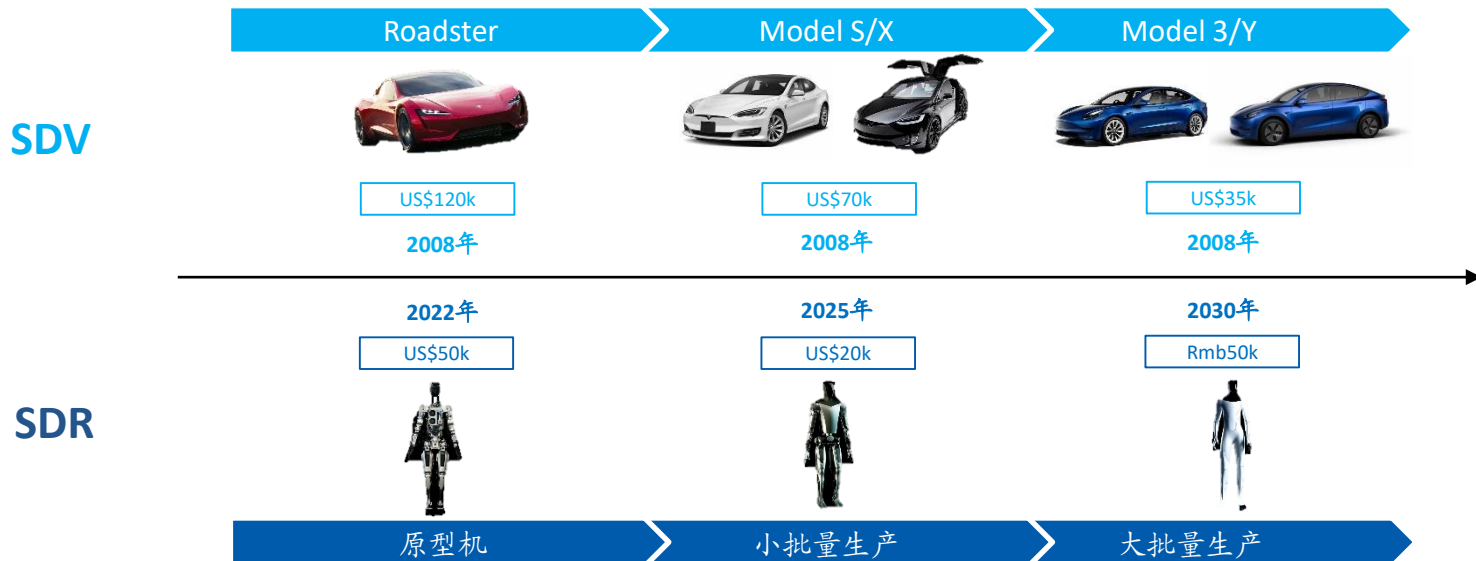 Roadster
Model S/X
Model 3/Y
SDV
US$120k
US$70k
US$35k
2008年
2008年
2008年
2022年
2025年
2030年
US$50k
US$20k
Rmb50k
SDR
原型机
小批量生产
大批量生产